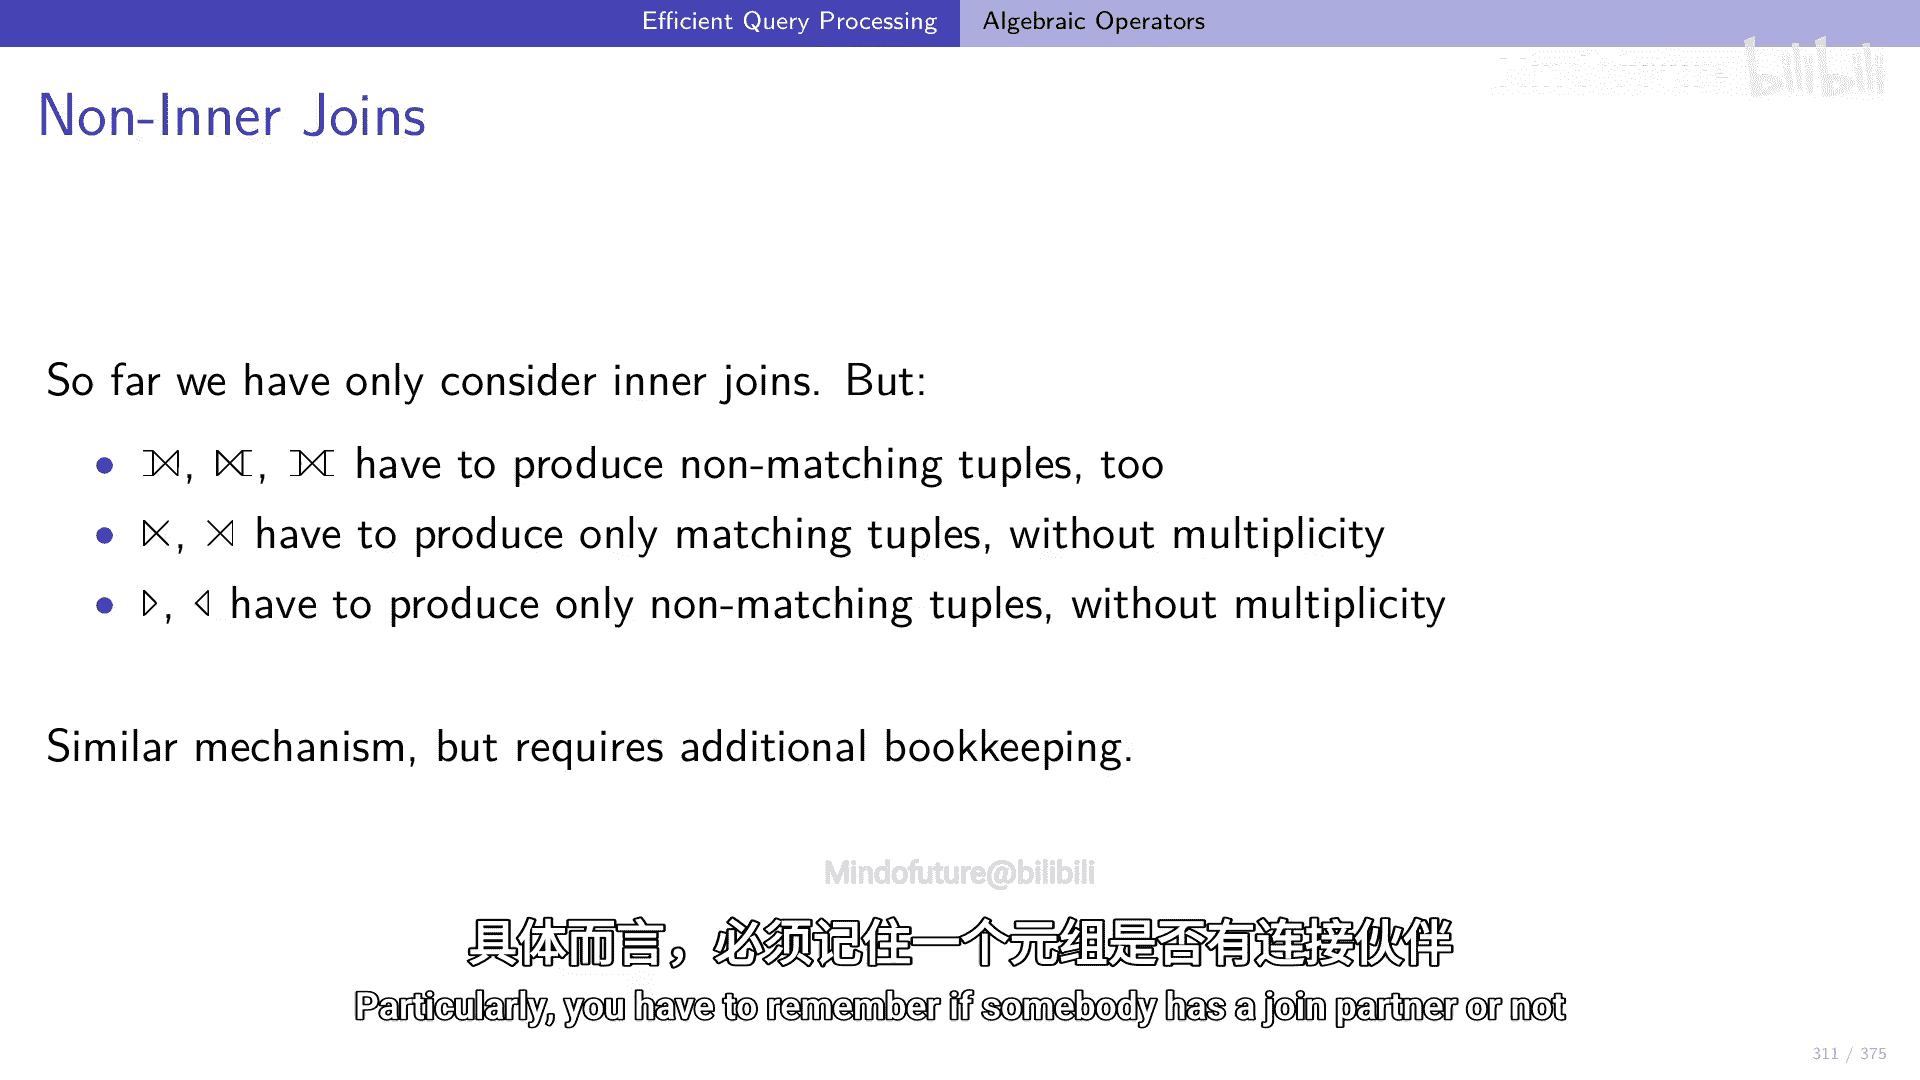 Efficient Query Processing Algebraic Operators
bilibili
Non-Inner Joins
So far we have only consider inner joins. But:
• ⟕, ⟖, ⟗ have to produce non-matching tuples, too
• ⋉, ⋊ have to produce only matching tuples, without multiplicity
• ▷, ◁ have to produce only non-matching tuples, without multiplicity
Similar mechanism, but requires additional bookkeeping.
Mindofuture@bilibili
具体而言，必须记住一个元组是否有连接伙伴
Particularly, you have to remember if somebody has a join partner or not
311 / 375